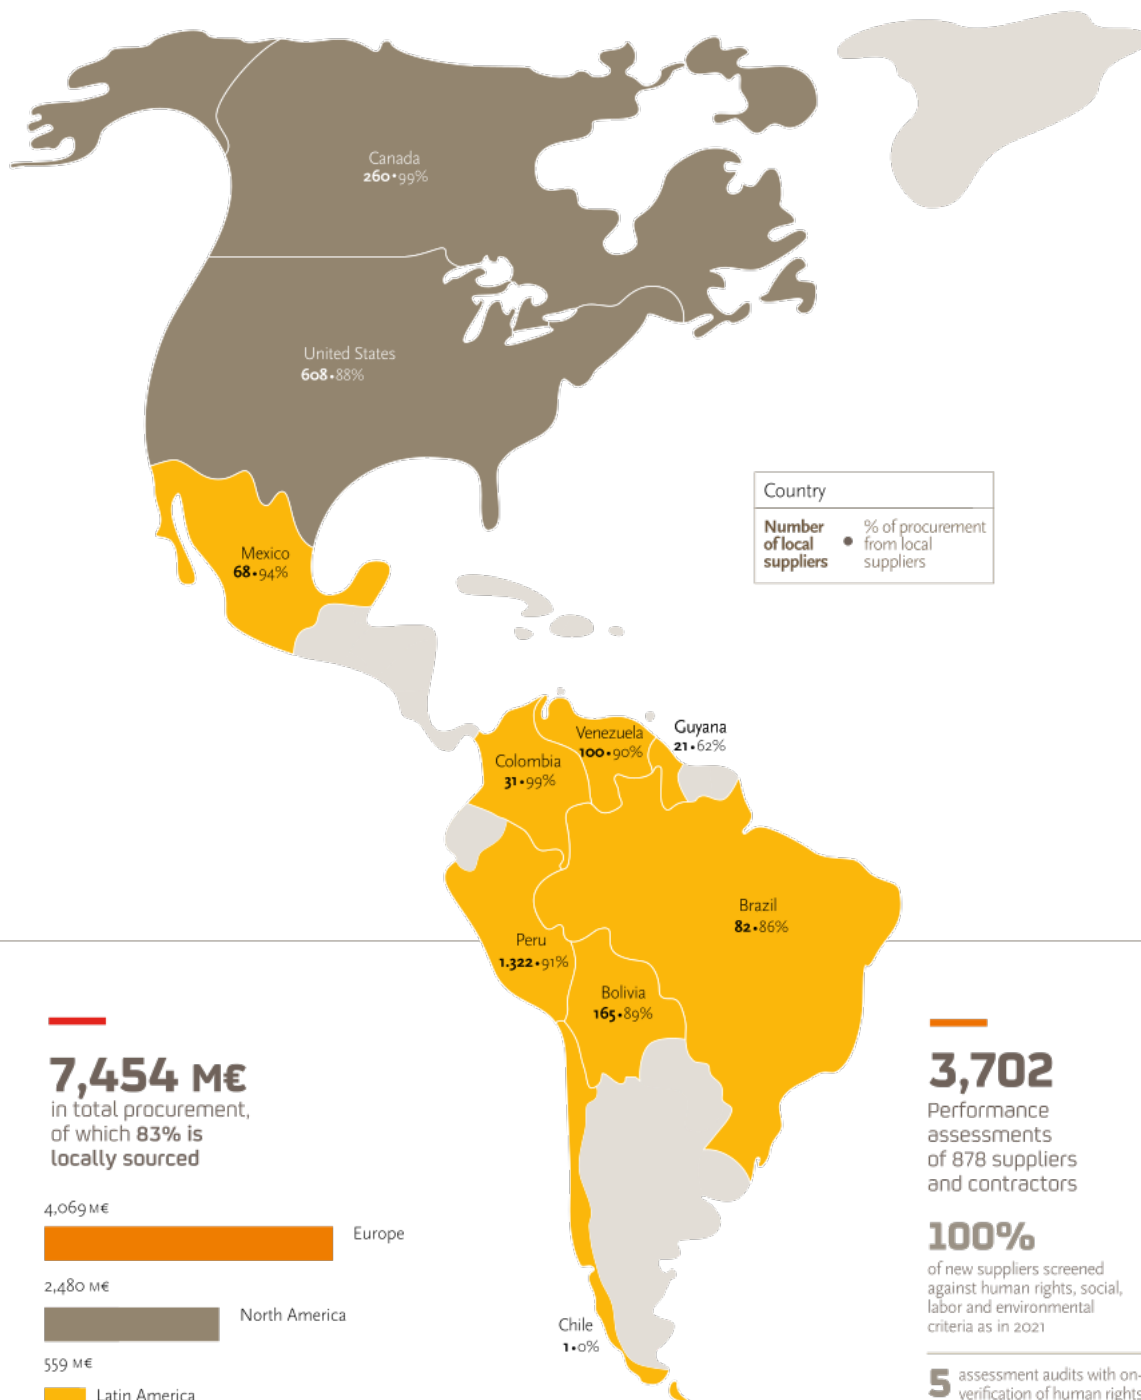 Canada
260•99%
United States
608•88%
Country
Number
of local
suppliers
•
% of procurement
from local
suppliers
Mexico
68•94%
Guyana
21•62%
Venezuela
100•90%
Colombia
31•99%
Brazil
82•86%
Peru
1.322•91%
Bolivia
165•89%
Chile
1•0%
7,454 M€
in total procurement,
of which 83% is
locally sourced
4,069 M€
Europe
2,480 M€
North America
559 M€
Latin America
3,702
Performance
assessments
of 878 suppliers
and contractors
100%
of new suppliers screened
against human rights, social,
labor and environmental
criteria as in 2021
5 assessment audits with on-
verification of human rights